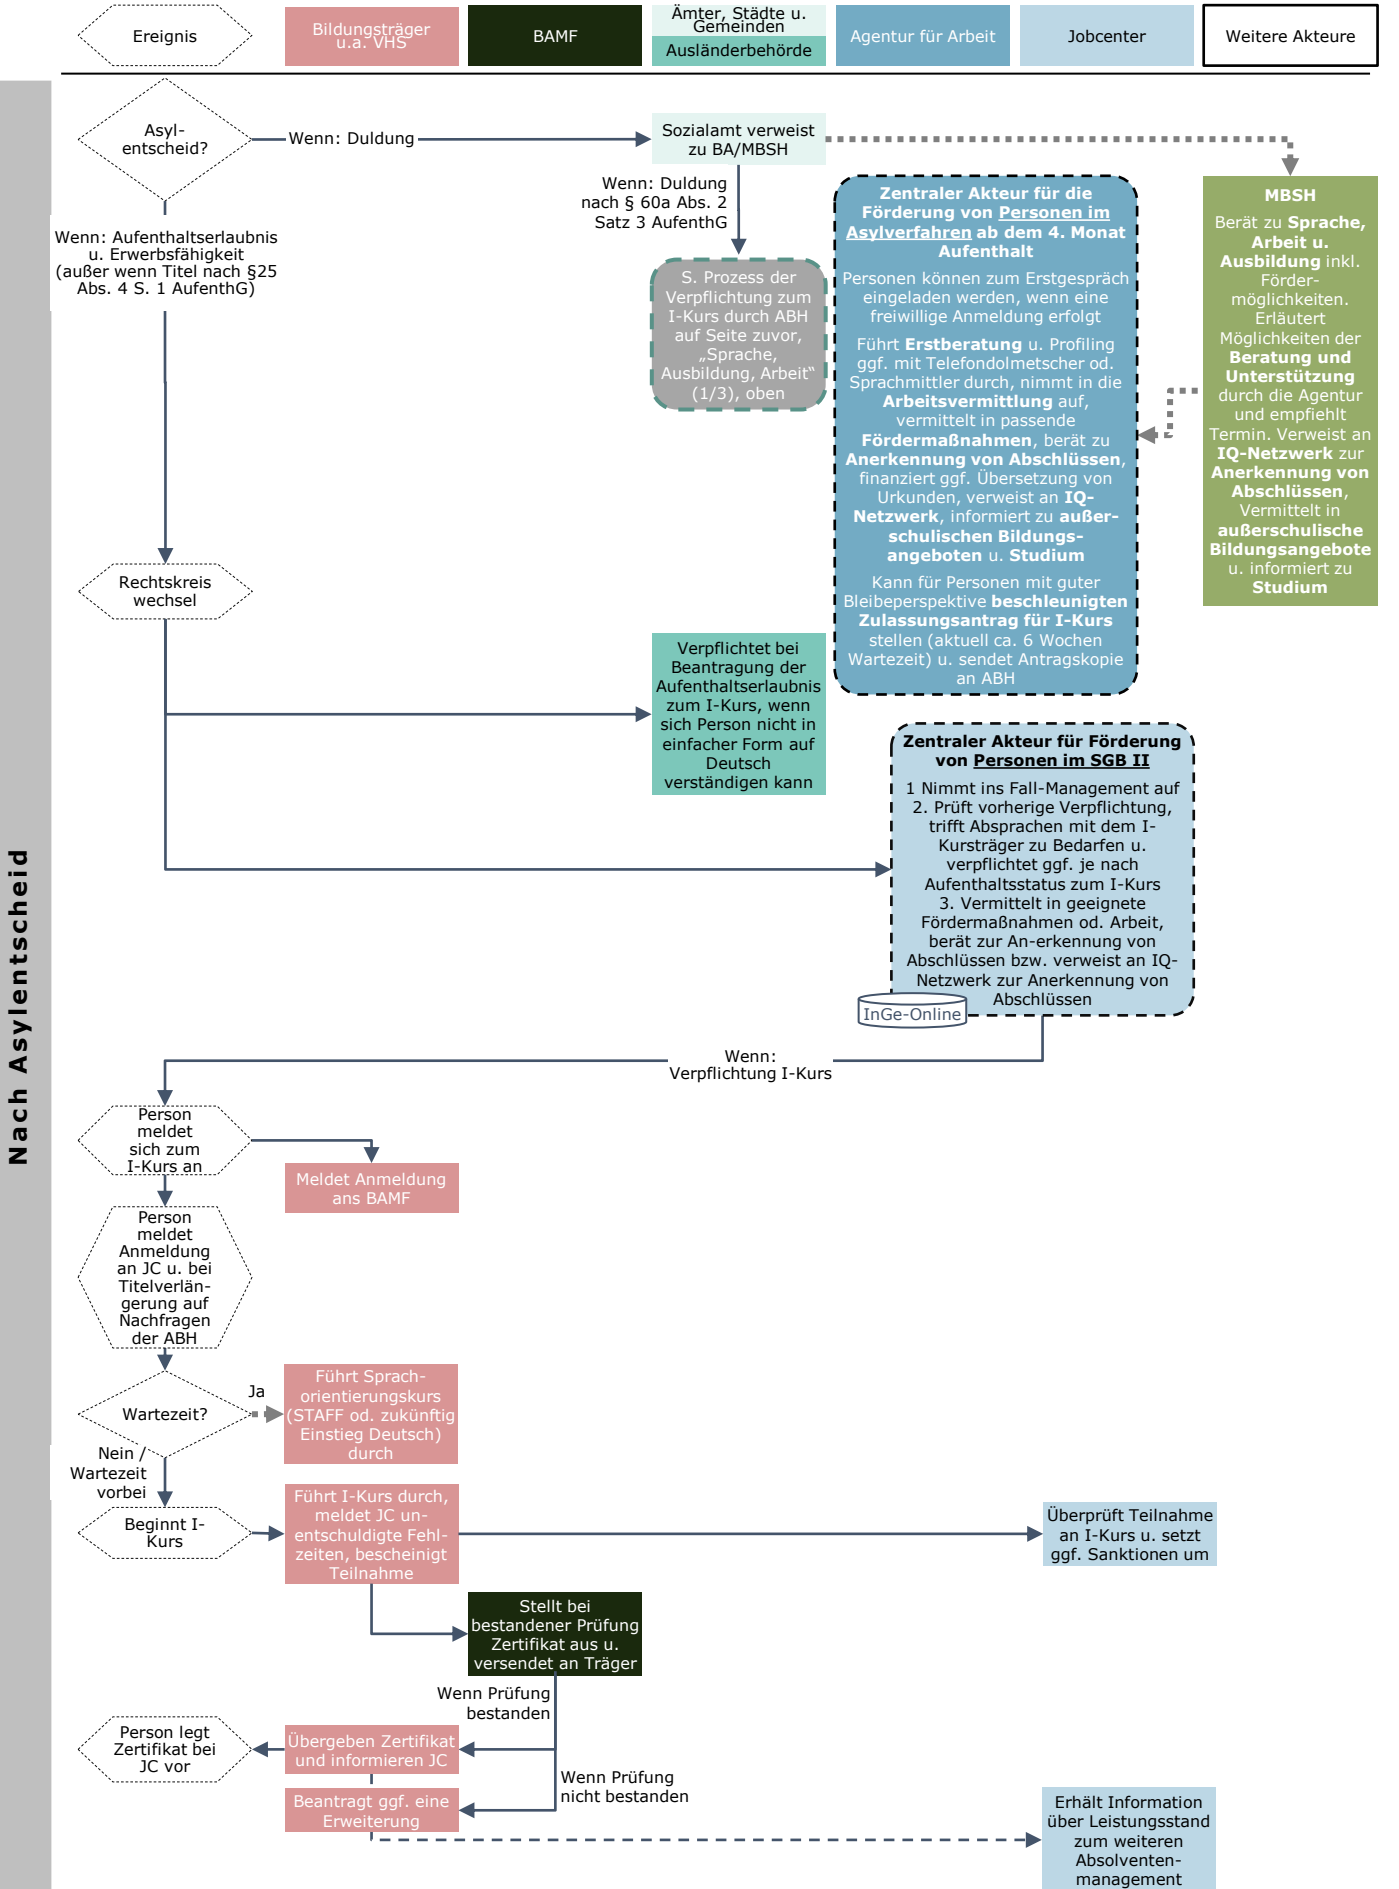 Ereignis
Bildungsträger
u.a. VHS
BAMF
Ämter, Städte u.
Gemeinden
Ausländerbehörde
Agentur für Arbeit
Jobcenter
Weitere Akteure
Nach Asylentscheid
Asyl-
entscheid?
Wenn: Duldung
Sozialamt verweist
zu BA/MBSH
Wenn: Duldung
nach § 60a Abs. 2
Satz 3 AufenthG
Wenn: Aufenthaltserlaubnis
u. Erwerbsfähigkeit
(außer wenn Titel nach §25
Abs. 4 S. 1 AufenthG)
S. Prozess der
Verpflichtung zum
I-Kurs durch ABH
auf Seite zuvor,
„Sprache,
Ausbildung, Arbeit“
(1/3), oben
Zentraler Akteur für die
Förderung von Personen im
Asylverfahren ab dem 4. Monat
Aufenthalt
Personen können zum Erstgespräch
eingeladen werden, wenn eine
freiwillige Anmeldung erfolgt
Führt Erstberatung u. Profiling
ggf. mit Telefondolmetscher od.
Sprachmittler durch, nimmt in die
Arbeitsvermittlung auf,
vermittelt in passende
Fördermaßnahmen, berät zu
Anerkennung von Abschlüssen,
finanziert ggf. Übersetzung von
Urkunden, verweist an IQ-
Netzwerk, informiert zu außer-
schulischen Bildungs-
angeboten u. Studium
Kann für Personen mit guter
Bleibeperspektive beschleunigten
Zulassungsantrag für I-Kurs
stellen (aktuell ca. 6 Wochen
Wartezeit) u. sendet Antragskopie
an ABH
MBSH
Berät zu Sprache,
Arbeit u.
Ausbildung inkl.
Förder-
möglichkeiten.
Erläutert
Möglichkeiten der
Beratung und
Unterstützung
durch die Agentur
und empfiehlt
Termin. Verweist an
IQ-Netzwerk zur
Anerkennung von
Abschlüssen,
Vermittelt in
außerschulische
Bildungsangebote
u. informiert zu
Studium
Rechtskreis
wechsel
Verpflichtet bei
Beantragung der
Aufenthaltserlaubnis
zum I-Kurs, wenn
sich Person nicht in
einfacher Form auf
Deutsch
verständigen kann
Zentraler Akteur für Förderung
von Personen im SGB II
1 Nimmt ins Fall-Management auf
2. Prüft vorherige Verpflichtung,
trifft Absprachen mit dem I-
Kursträger zu Bedarfen u.
verpflichtet ggf. je nach
Aufenthaltsstatus zum I-Kurs
3. Vermittelt in geeignete
Fördermaßnahmen od. Arbeit,
berät zur An-erkennung von
Abschlüssen bzw. verweist an IQ-
Netzwerk zur Anerkennung von
Abschlüssen
InGe-Online
Wenn:
Verpflichtung I-Kurs
Person
meldet
sich zum
I-Kurs an
Meldet Anmeldung
ans BAMF
Person
meldet
Anmeldung
an JC u. bei
Titelverlän-
gerung auf
Nachfragen
der ABH
Wartezeit?
Ja
Führt Sprach-
orientierungskurs
(STAFF od. zukünftig
Einstieg Deutsch)
durch
Nein /
Wartezeit
vorbei
Beginnt I-
Kurs
Führt I-Kurs durch,
meldet JC un-
entschuldigte Fehl-
zeiten, bescheinigt
Teilnahme
Überprüft Teilnahme
an I-Kurs u. setzt
ggf. Sanktionen um
Stellt bei
bestandener Prüfung
Zertifikat aus u.
versendet an Träger
Wenn Prüfung
bestanden
Person legt
Zertifikat bei
JC vor
Übergeben Zertifikat
und informieren JC
Wenn Prüfung
nicht bestanden
Beantragt ggf. eine
Erweiterung
Erhält Information
über Leistungsstand
zum weiteren
Absolventen-
management